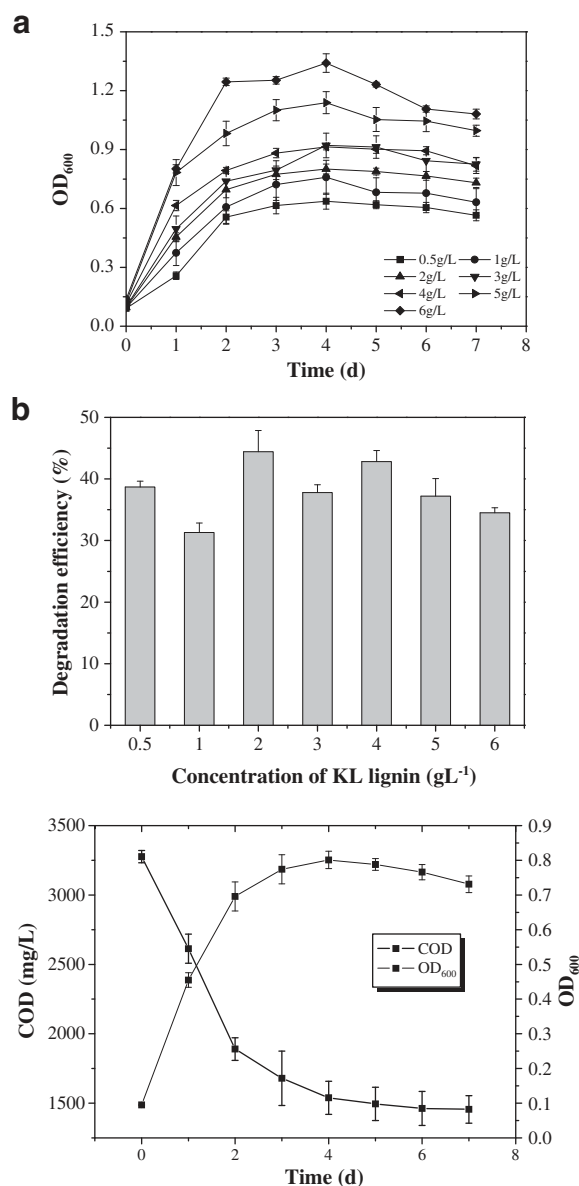 a
1.5
1.2
0.9
0.6
0.3
0.0
OD600
0.5g/L 1g/L
2g/L 3g/L
4g/L 5g/L
6g/L
0 1 2 3 4 5 6 7 8
Time (d)
b
50
40
30
20
10
0
Degradation efficiency (%)
0.5 1 2 3 4 5 6
Concentration of KL lignin (gL-1)
3500
3000
2500
2000
1500
COD (mg/L)
COD
OD600
0.9
0.8
0.7
0.6
0.5
0.4
0.3
0.2
0.1
0.0
OD600
0 2 4 6 8
Time (d)